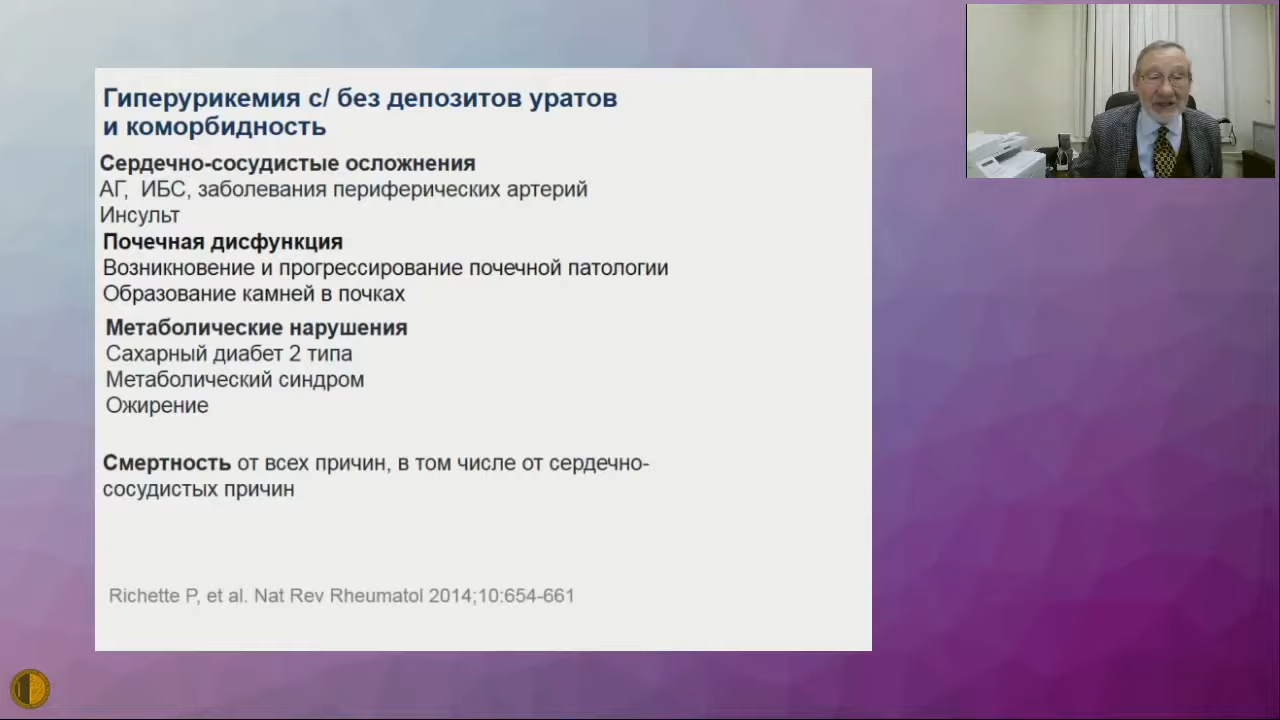 Гиперурикемия с/ без депозитов уратов
и коморбидность
Сердечно-сосудистые осложнения
АГ, ИБС, заболевания периферических артерий
Инсульт
Почечная дисфункция
Возникновение и прогрессирование почечной патологии
Образование камней в почках
Метаболические нарушения
Сахарный диабет 2 типа
Метаболический синдром
Ожирение
Смертность от всех причин, в том числе от сердечно-
сосудистых причин
Richette P, et al. Nat Rev Rheumatol 2014;10:654-661